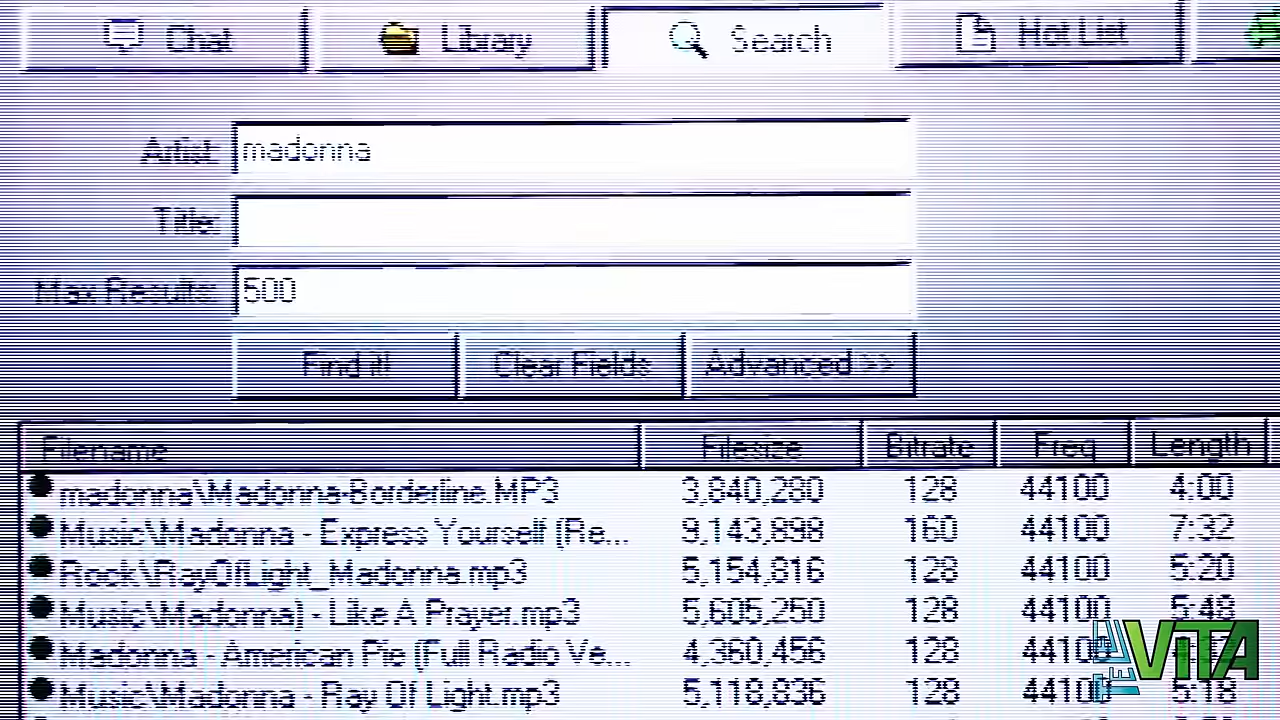 Chat Library Search Hot List
Artist: madonna
Title:
Max Results: 500
Find it! Clear Fields Advanced >>
Filename Filesize Bitrate Freq Length
madonna\Madonna-Borderline.MP3 3,840,280 128 44100 4:00
Music\Madonna - Express Yourself (Re... 9,143,898 160 44100 7:32
Rock\RayOfLight_Madonna.mp3 5,154,816 128 44100 5:20
Music\Madonna) - Like A Prayer.mp3 5,605,250 128 44100 5:48
Madonna - American Pie (Full Radio Ve... 4,360,456 128
Music\Madonna - Ray Of Light.mp3 5,118,836 128 44100 5:18
TELE VITA